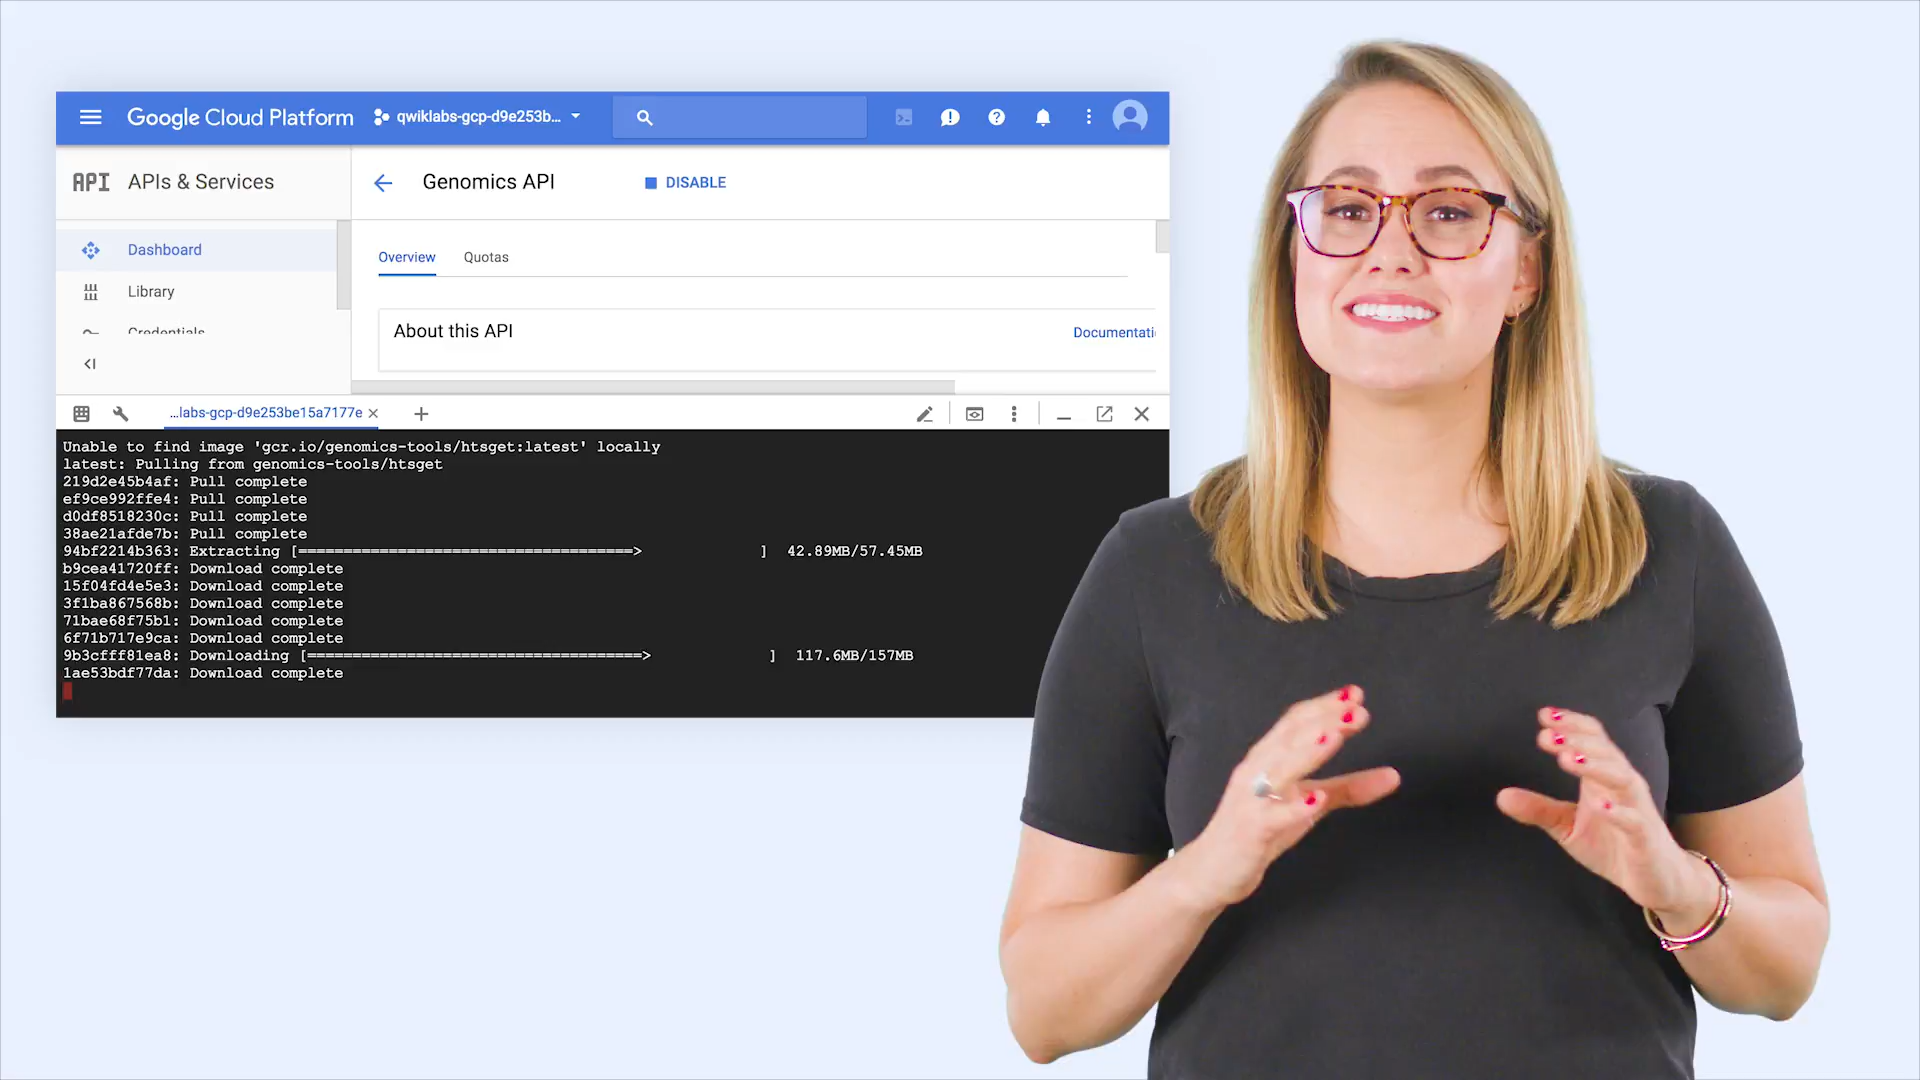 Google Cloud Platform
qwiklabs-gcp-d9e253b...
API APIs & Services
Genomics API
DISABLE
Dashboard
Library
Credentials
Overview
Quotas
About this API
Documentati
...labs-gcp-d9e253be15a7177e
Unable to find image 'gcr.io/genomics-tools/htsget:latest' locally
latest: Pulling from genomics-tools/htsget
219d2e45b4af: Pull complete
ef9ce992ffe4: Pull complete
d0df8518230c: Pull complete
38ae21afde7b: Pull complete
94bf2214b363: Extracting [=====================================>             ]  42.89MB/57.45MB
b9cea41720ff: Download complete
15f04fd4e5e3: Download complete
3f1ba867568b: Download complete
71bae68f75b1: Download complete
6f71b717e9ca: Download complete
9b3cfff81ea8: Downloading [=====================================>             ]  117.6MB/157MB
1ae53bdf77da: Download complete